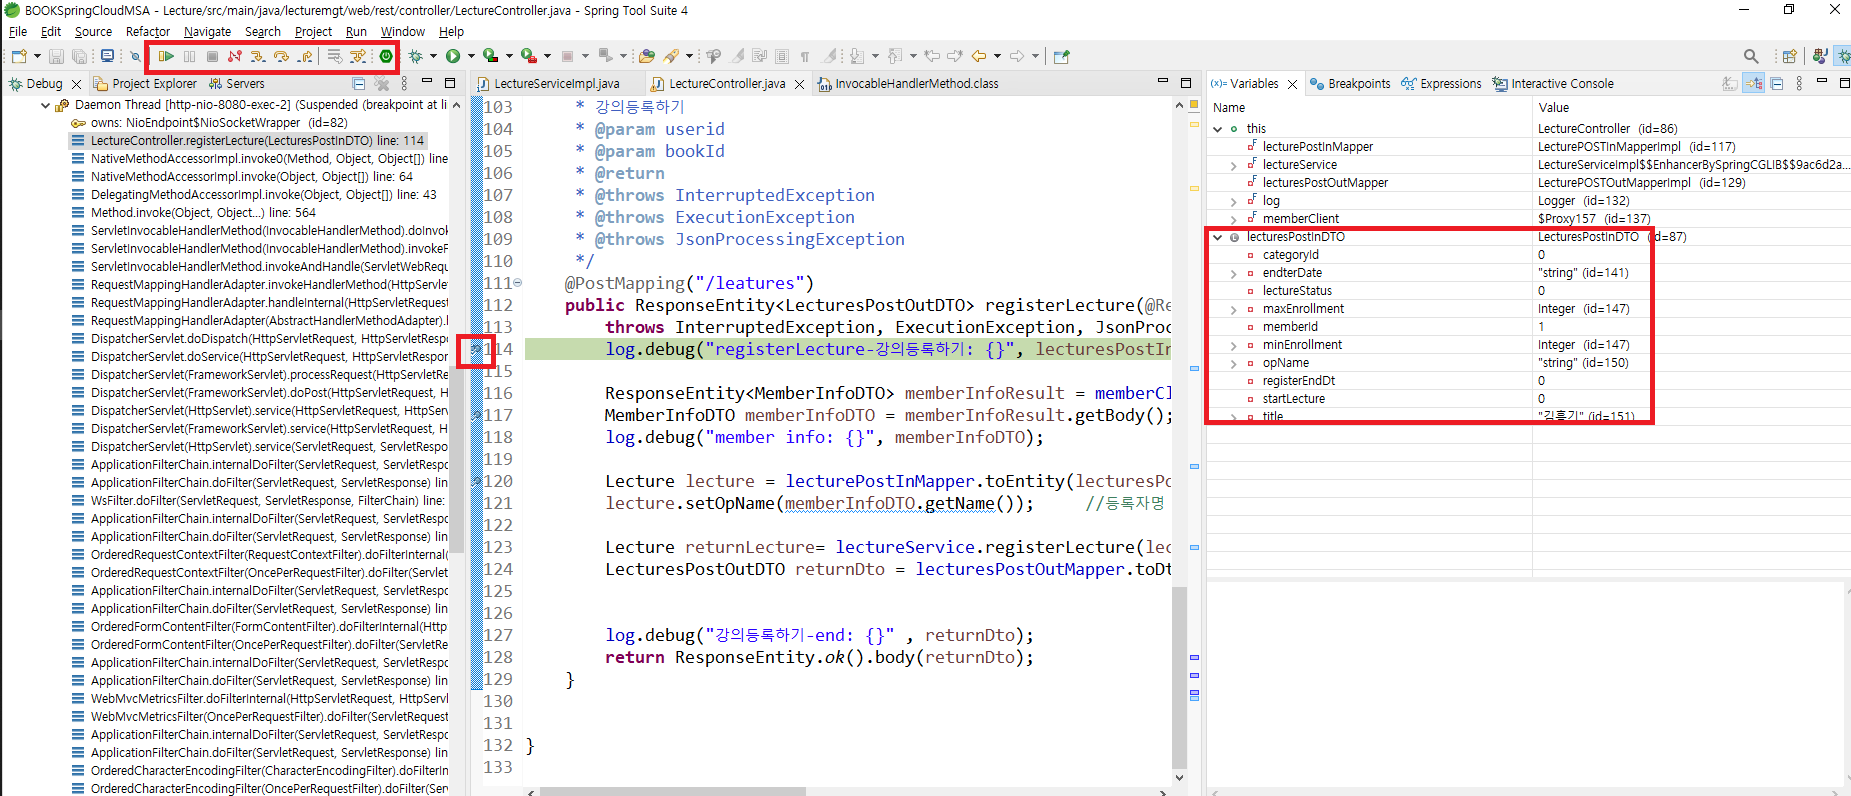 BOOKSpringCloudMSA - Lecture/src/main/java/lecturemgt/web/rest/controller/LectureController.java - Spring Tool Suite 4
File Edit Source Refactor Navigate Search Project Run Window Help
Debug Project Explorer Servers
Daemon Thread [http-nio-8080-exec-2] (Suspended (breakpoint at li
owns: NioEndpoint$NioSocketWrapper (id=82)
LectureController.registerLecture(LecturesPostInDTO) line: 114
NativeMethodAccessorImpl.invoke0(Method, Object, Object[]) line
NativeMethodAccessorImpl.invoke(Object, Object[]) line: 64
DelegatingMethodAccessorImpl.invoke(Object, Object[]) line: 43
Method.invoke(Object, Object...) line: 564
ServletInvocableHandlerMethod(InvocableHandlerMethod).doInvok
ServletInvocableHandlerMethod(InvocableHandlerMethod).invokeF
ServletInvocableHandlerMethod.invokeAndHandle(ServletWebRequ
RequestMappingHandlerAdapter.invokeHandlerMethod(HttpServlet
RequestMappingHandlerAdapter.handleInternal(HttpServletRequest
RequestMappingHandlerAdapter(AbstractHandlerMethodAdapter).l
DispatcherServlet.doDispatch(HttpServletRequest, HttpServletResp
DispatcherServlet.doService(HttpServletRequest, HttpServletRespor
DispatcherServlet(FrameworkServlet).processRequest(HttpServletRe
DispatcherServlet(FrameworkServlet).doPost(HttpServletRequest, H
DispatcherServlet(HttpServlet).service(HttpServletRequest, HttpServ
DispatcherServlet(FrameworkServlet).service(HttpServletRequest, H
DispatcherServlet(HttpServlet).service(ServletRequest, ServletRespo
ApplicationFilterChain.internalDoFilter(ServletRequest, ServletRespo
ApplicationFilterChain.doFilter(ServletRequest, ServletResponse) lin
WsFilter.doFilter(ServletRequest, ServletResponse, FilterChain) line:
ApplicationFilterChain.internalDoFilter(ServletRequest, ServletRespo
ApplicationFilterChain.doFilter(ServletRequest, ServletResponse) lin
OrderedRequestContextFilter(RequestContextFilter).doFilterInternal(
OrderedRequestContextFilter(OncePerRequestFilter).doFilter(Servlet
ApplicationFilterChain.internalDoFilter(ServletRequest, ServletRespo
ApplicationFilterChain.doFilter(ServletRequest, ServletResponse) lin
OrderedFormContentFilter(FormContentFilter).doFilterInternal(Http
OrderedFormContentFilter(OncePerRequestFilter).doFilter(ServletRe
ApplicationFilterChain.internalDoFilter(ServletRequest, ServletRespo
ApplicationFilterChain.doFilter(ServletRequest, ServletResponse) lin
WebMvcMetricsFilter.doFilterInternal(HttpServletRequest, HttpServl
WebMvcMetricsFilter(OncePerRequestFilter).doFilter(ServletRequest
ApplicationFilterChain.internalDoFilter(ServletRequest, ServletRespo
ApplicationFilterChain.doFilter(ServletRequest, ServletResponse) lin
OrderedCharacterEncodingFilter(CharacterEncodingFilter).doFilterIn
OrderedCharacterEncodingFilter(OncePerRequestFilter).doFilter(Ser
LectureServiceImpl.java LectureController.java InvocableHandlerMethod.class
103 * 강의등록하기
104 * @param userid
105 * @param bookId
106 * @return
107 * @throws InterruptedException
108 * @throws ExecutionException
109 * @throws JsonProcessingException
110 */
111 @PostMapping("/leatures")
112 public ResponseEntity<LecturesPostOutDTO> registerLecture(@Re
113 throws InterruptedException, ExecutionException, JsonProc
114 log.debug("registerLecture-강의등록하기: {}", lecturesPostIn
115
116 ResponseEntity<MemberInfoDTO> memberInfoResult = memberCl
117 MemberInfoDTO memberInfoDTO = memberInfoResult.getBody();
118 log.debug("member info: {}", memberInfoDTO);
119
120 Lecture lecture = lecturePostInMapper.toEntity(lecturesPo
121 lecture.setOpName(memberInfoDTO.getName()); //등록자명
122
123 Lecture returnLecture= lectureService.registerLecture(lec
124 LecturesPostOutDTO returnDto = lecturesPostOutMapper.toDt
125
126
127 log.debug("강의등록하기-end: {}" , returnDto);
128 return ResponseEntity.ok().body(returnDto);
129 }
130
131
132 }
133
(x)= Variables Breakpoints Expressions Interactive Console
Name Value
this LectureController (id=86)
lecturePostInMapper LecturePOSTInMapperImpl (id=117)
lectureService LectureServiceImpl$$EnhancerBySpringCGLIB$$9ac6d2a...
lecturesPostOutMapper LecturePOSTOutMapperImpl (id=129)
log Logger (id=132)
memberClient $Proxy157 (id=137)
lecturesPostInDTO LecturesPostInDTO (id=87)
categoryId 0
endterDate "string" (id=141)
lectureStatus 0
maxEnrollment Integer (id=147)
memberId 1
minEnrollment Integer (id=147)
opName "string" (id=150)
registerEndDt 0
startLecture 0
title "김흥기" (id=151)